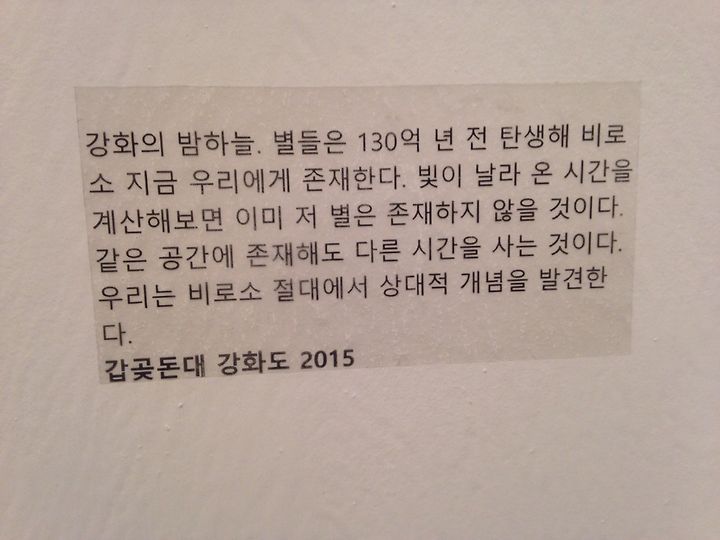 강화의 밤하늘. 별들은 130억 년 전 탄생해 비로
소 지금 우리에게 존재한다. 빛이 날라 온 시간을
계산해보면 이미 저 별은 존재하지 않을 것이다.
같은 공간에 존재해도 다른 시간을 사는 것이다.
우리는 비로소 절대에서 상대적 개념을 발견한
다.
갑곶돈대 강화도 2015